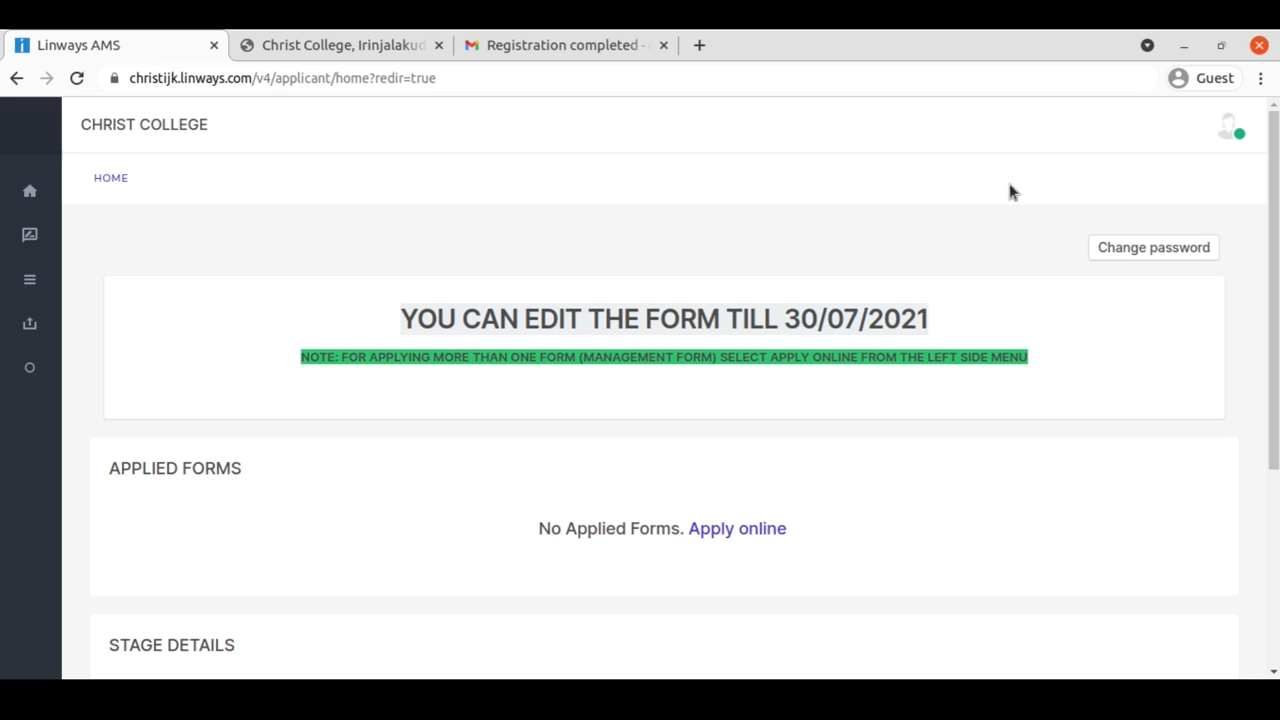 Linways AMS
Christ College, Irinjalakud
Registration completed -
christijk.linways.com/v4/applicant/home?redir=true
Guest
CHRIST COLLEGE
HOME
Change password
YOU CAN EDIT THE FORM TILL 30/07/2021
NOTE: FOR APPLYING MORE THAN ONE FORM (MANAGEMENT FORM) SELECT APPLY ONLINE FROM THE LEFT SIDE MENU
APPLIED FORMS
No Applied Forms. Apply online
STAGE DETAILS